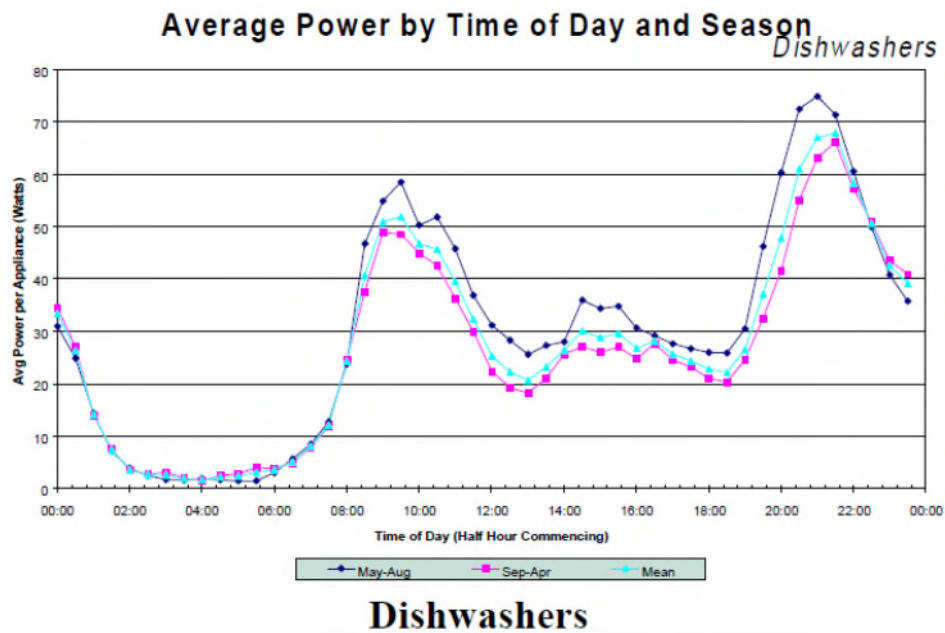 Average Power by Time of Day and Season
Dishwashers
80
70
60
50
40
30
20
10
0
Avg Power per Appliance (Watts)
00:00 02:00 04:00 06:00 08:00 10:00 12:00 14:00 16:00 18:00 20:00 22:00 00:00
Time of Day (Half Hour Commencing)
May-Aug Sep-Apr Mean
Dishwashers